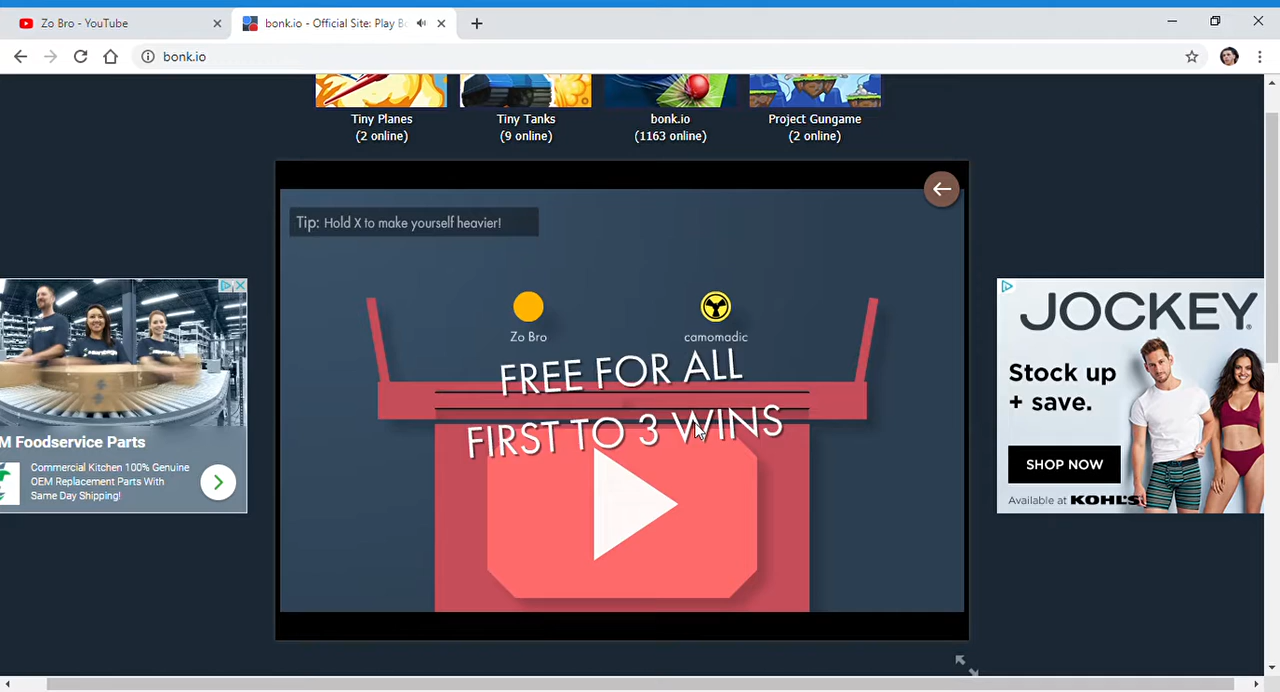 Zo Bro - YouTube
bonk.io - Official Site: Play Bo
bonk.io
Tiny Planes
(2 online)
Tiny Tanks
(9 online)
bonk.io
(1163 online)
Project Gungame
(2 online)
Tip: Hold X to make yourself heavier!
Zo Bro
camomadic
FREE FOR ALL
FIRST TO 3 WINS
M Foodservice Parts
Commercial Kitchen 100% Genuine
OEM Replacement Parts With
Same Day Shipping!
JOCKEY
Stock up
+ save.
SHOP NOW
Available at KOHL'S